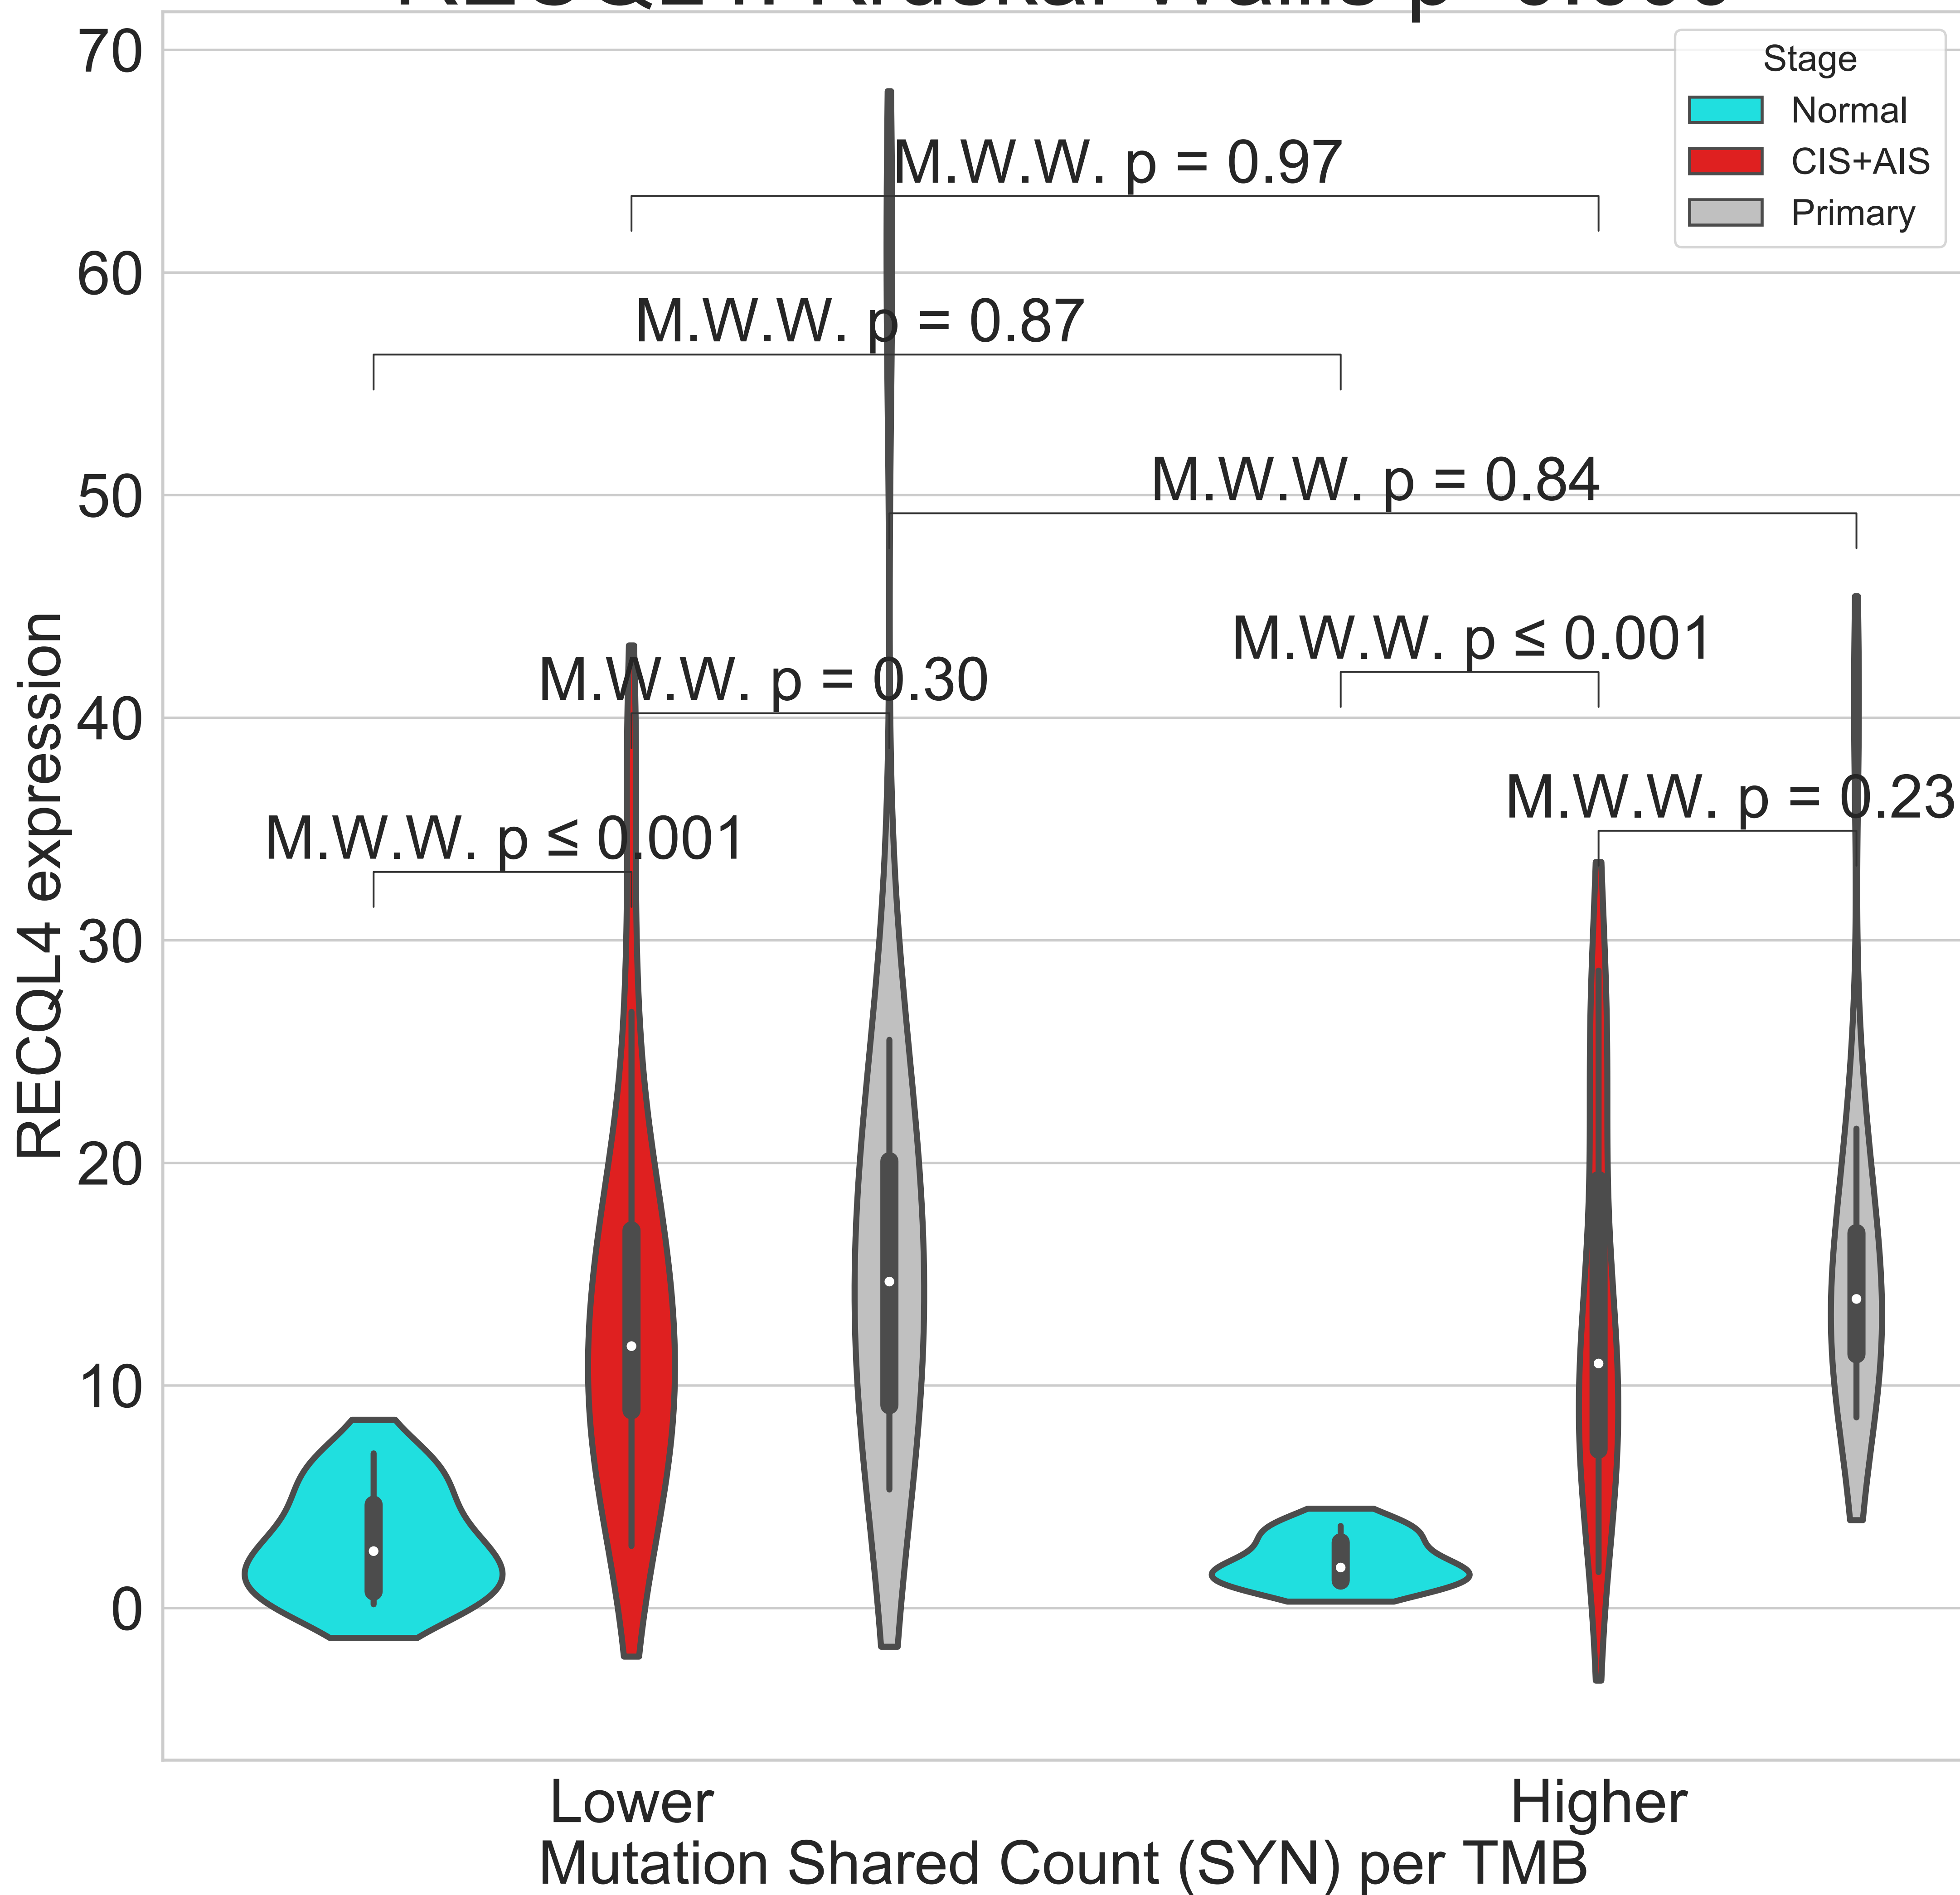 70
Stage
Normal
M.W.W. p = 0.97
CIS+AIS
Primary
60
M.W.W. p = 0.87
50
M.W.W. p = 0.84
M.W.W. p ≤ 0.001
M.W.W. p = 0.30
40
M.W.W. p = 0.23
M.W.W. p ≤ 0.001
30
RECQL4 expression
20
10
0
Lower
Higher
Mutation Shared Count (SYN) per TMB